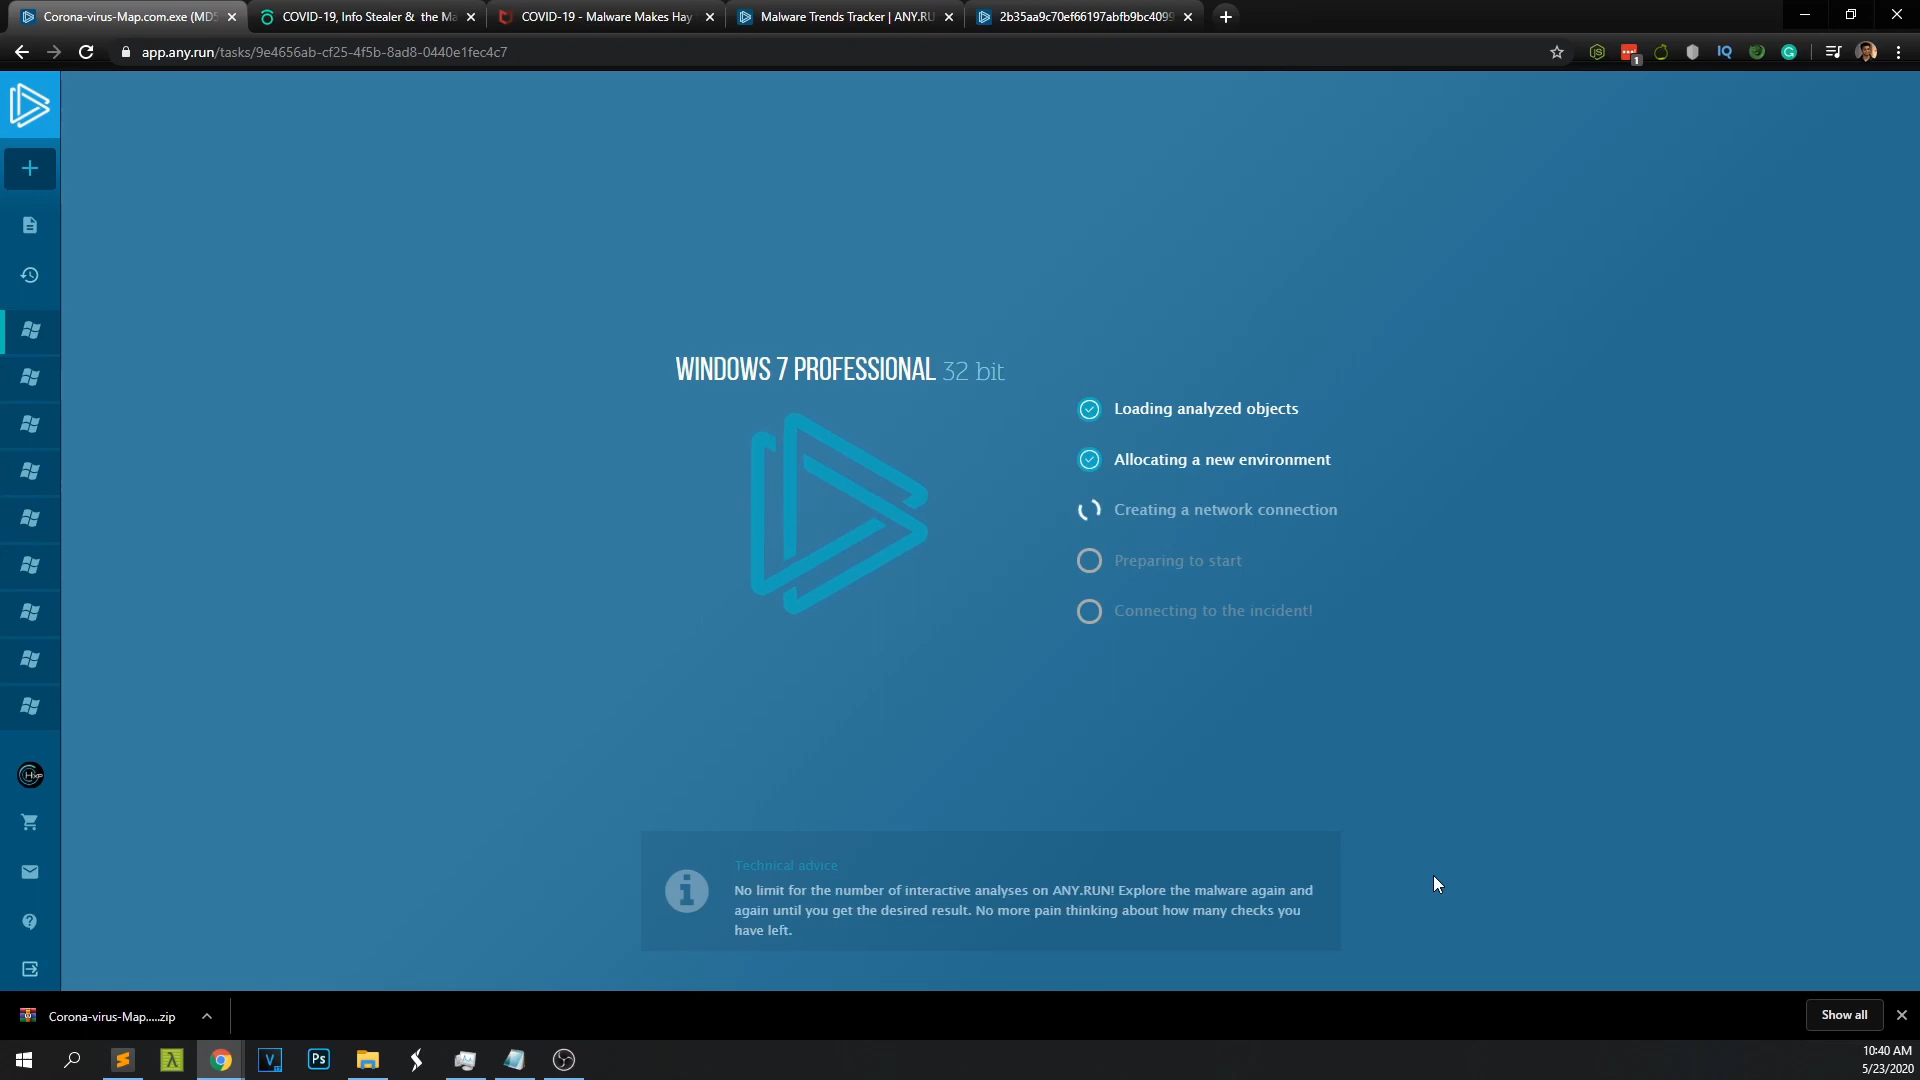 Corona-virus-Map.com.exe (MD5
COVID-19, Info Stealer & the Ma
COVID-19 - Malware Makes Hay
Malware Trends Tracker | ANY.RU
2b35aa9c70ef66197abfb9bc4099
app.any.run/tasks/9e4656ab-cf25-4f5b-8ad8-0440e1fec4c7
1
IQ
WINDOWS 7 PROFESSIONAL 32 bit
Loading analyzed objects
Allocating a new environment
Creating a network connection
Preparing to start
Connecting to the incident!
Technical advice
No limit for the number of interactive analyses on ANY.RUN! Explore the malware again and
again until you get the desired result. No more pain thinking about how many checks you
have left.
Corona-virus-Map.....zip
Show all
Ps
10:40 AM
5/23/2020